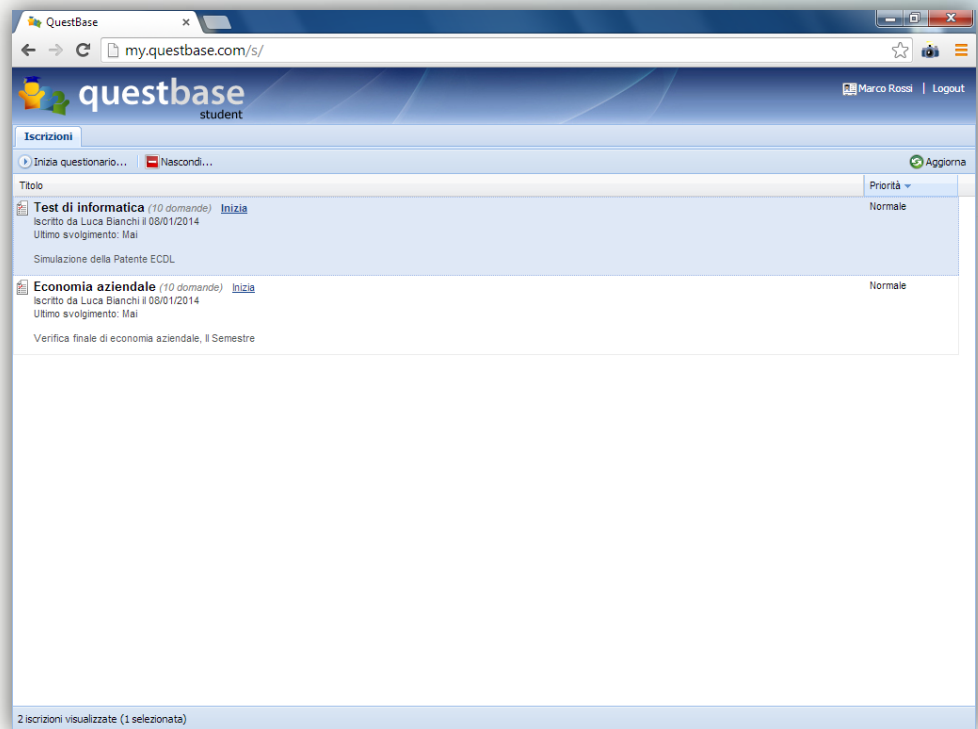 QuestBase
my.questbase.com/s/
questbase
student
Marco Rossi | Logout
Iscrizioni
Inizia questionario... Nascondi... Aggiorna
Titolo Priorità
Test di informatica (10 domande) Inizia Normale
Iscritto da Luca Bianchi il 08/01/2014
Ultimo svolgimento: Mai
Simulazione della Patente ECDL
Economia aziendale (10 domande) Inizia Normale
Iscritto da Luca Bianchi il 08/01/2014
Ultimo svolgimento: Mai
Verifica finale di economia aziendale, II Semestre
2 iscrizioni visualizzate (1 selezionata)